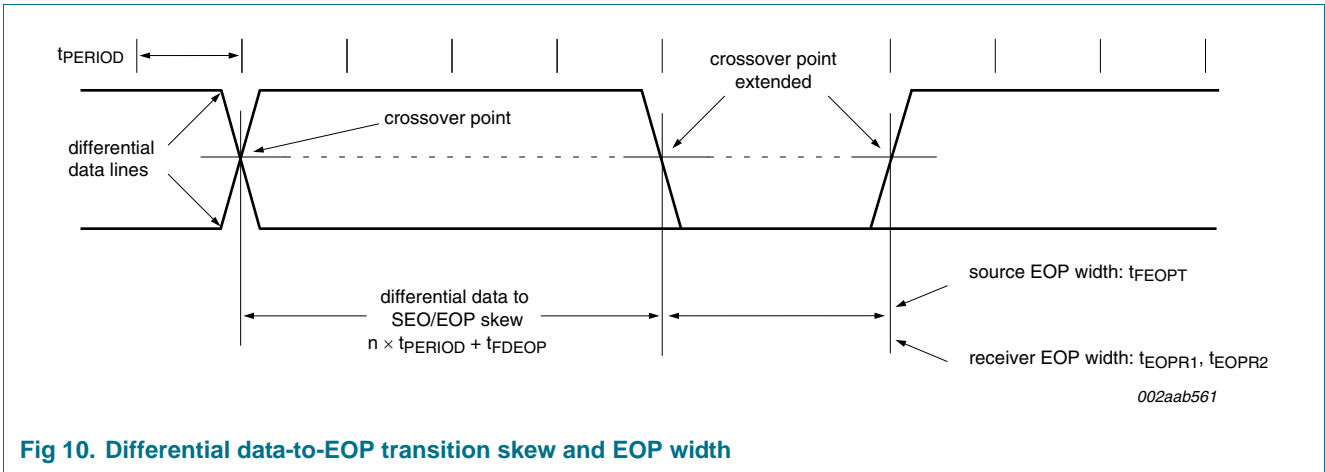 tPERIOD
crossover point
extended
crossover point
differential
data lines
source EOP width: tFEOPT
differential data to
SEO/EOP skew
n × tPERIOD + tFDEOP
receiver EOP width: tEOPR1, tEOPR2
002aab561
Fig 10. Differential data-to-EOP transition skew and EOP width